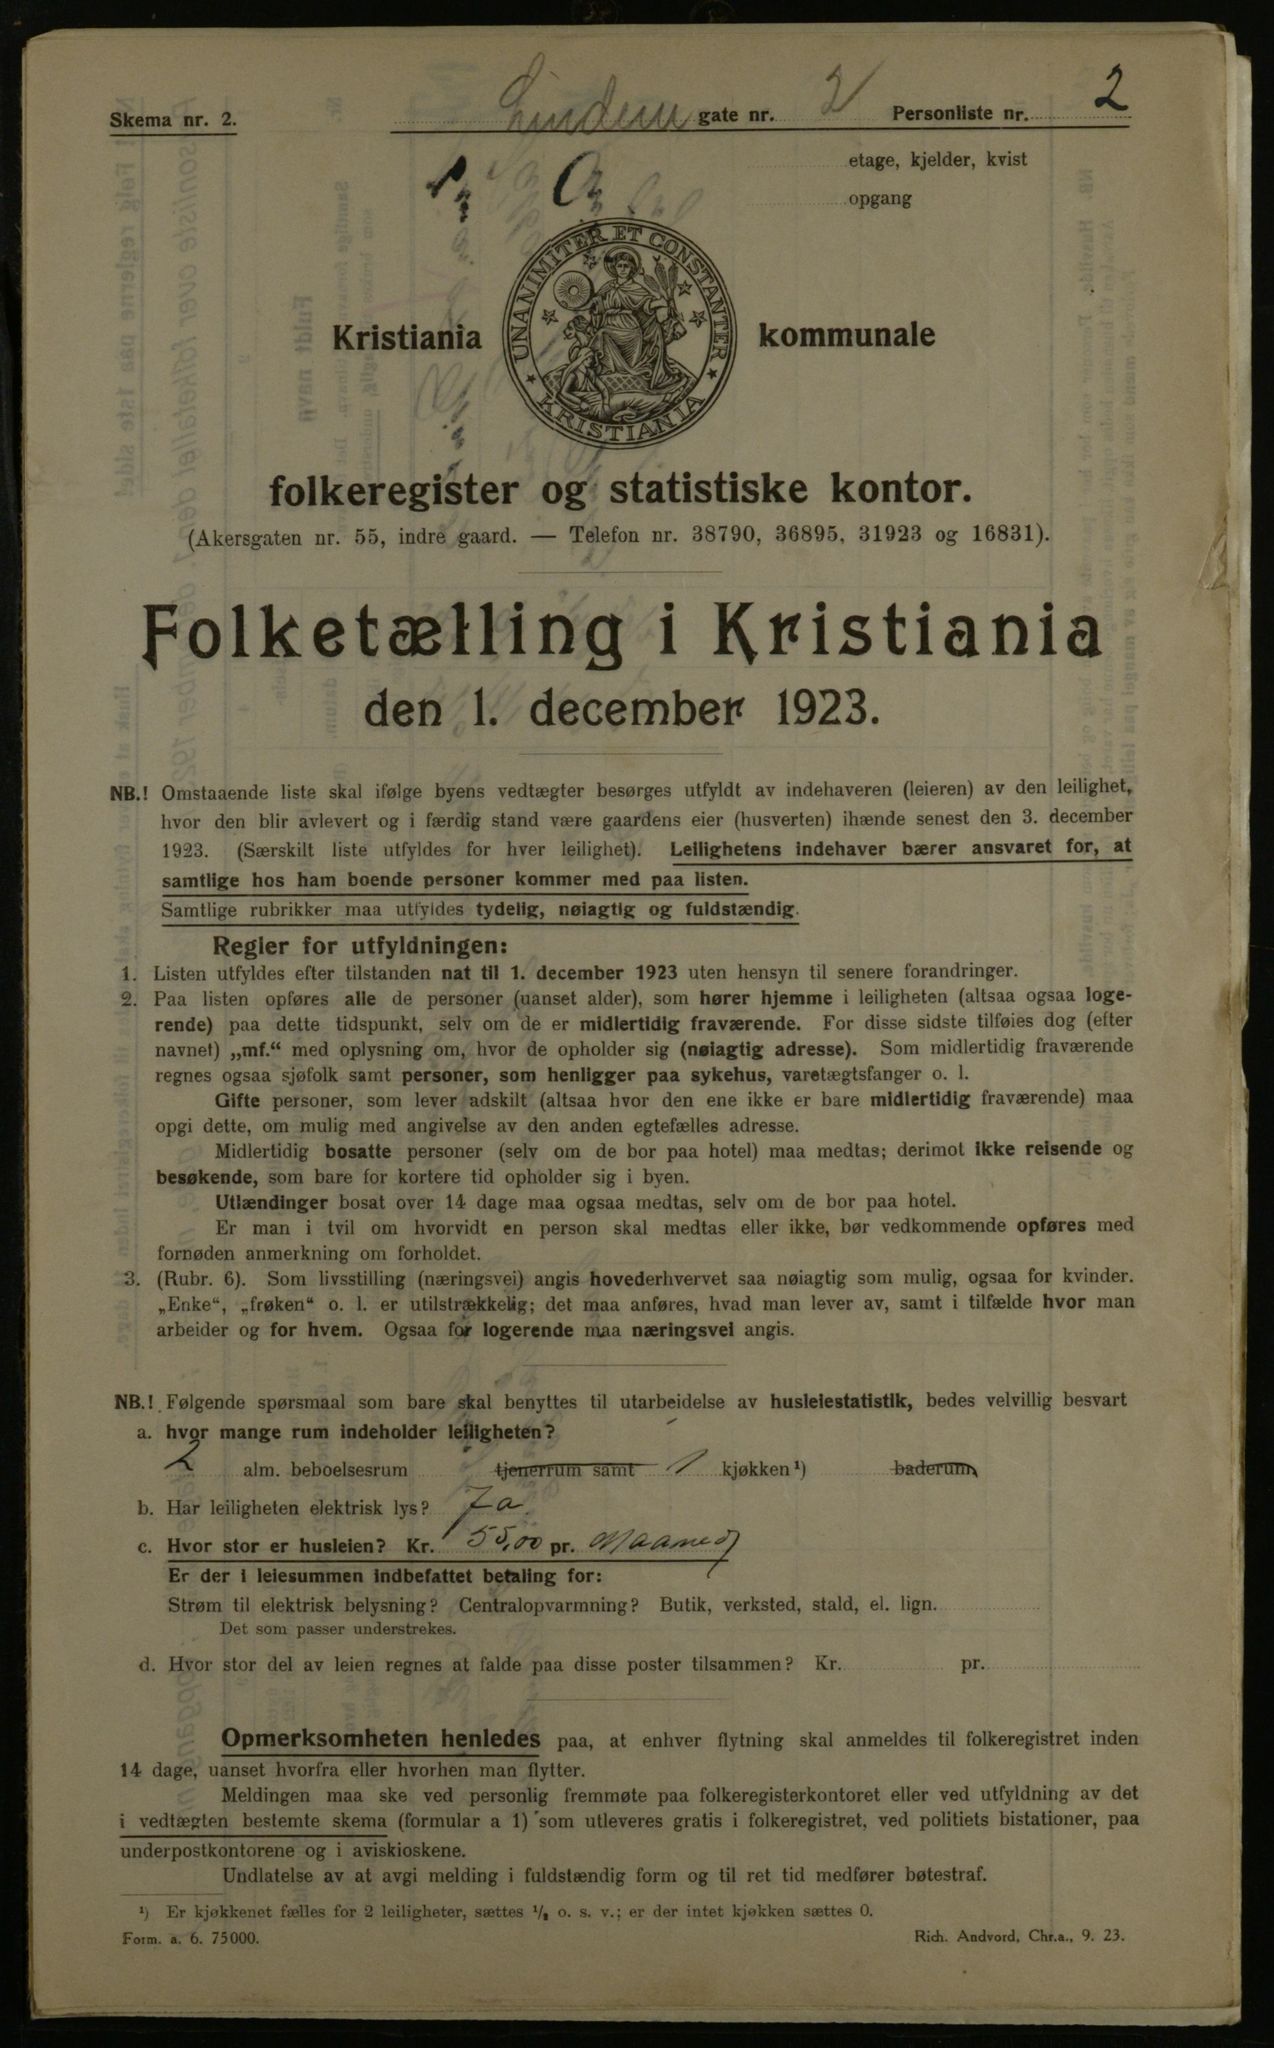 Skema nr. 2. Lindem gate nr. 2 Personliste nr. 2
etage, kjelder, kvist
opgang
UNANIMITER ET CONSTANTER
KRISTIANIA
Kristiania kommunale
folkeregister og statistiske kontor.
(Akersgaten nr. 55, indre gaard. — Telefon nr. 38790, 36895, 31923 og 16831).
Folketælling i Kristiania
den 1. december 1923.
NB.! Omstaaende liste skal ifølge byens vedtægter besørges utfyldt av indehaveren (leieren) av den leilighet,
hvor den blir avlevert og i færdig stand være gaardens eier (husverten) ihænde senest den 3. december
1923. (Særskilt liste utfyldes for hver leilighet). Leilighetens indehaver bærer ansvaret for, at
samtlige hos ham boende personer kommer med paa listen.
Samtlige rubrikker maa utfyldes tydelig, nøiagtig og fuldstændig.
Regler for utfyldningen:
1. Listen utfyldes efter tilstanden nat til 1. december 1923 uten hensyn til senere forandringer.
2. Paa listen opføres alle de personer (uanset alder), som hører hjemme i leiligheten (altsaa ogsaa loge-
rende) paa dette tidspunkt, selv om de er midlertidig fraværende. For disse sidste tilføies dog (efter
navnet) „mf.“ med oplysning om, hvor de opholder sig (nøiagtig adresse). Som midlertidig fraværende
regnes ogsaa sjøfolk samt personer, som henligger paa sykehus, varetægtsfanger o. l.
Gifte personer, som lever adskilt (altsaa hvor den ene ikke er bare midlertidig fraværende) maa
opgi dette, om mulig med angivelse av den anden egtefælles adresse.
Midlertidig bosatte personer (selv om de bor paa hotel) maa medtas; derimot ikke reisende og
besøkende, som bare for kortere tid opholder sig i byen.
Utlændinger bosat over 14 dage maa ogsaa medtas, selv om de bor paa hotel.
Er man i tvil om hvorvidt en person skal medtas eller ikke, bør vedkommende opføres med
fornøden anmerkning om forholdet.
3. (Rubr. 6). Som livsstilling (næringsvei) angis hovederhvervet saa nøiagtig som mulig, ogsaa for kvinder.
„Enke“, „frøken“ o. l. er utilstrækkelig; det maa anføres, hvad man lever av, samt i tilfælde hvor man
arbeider og for hvem. Ogsaa for logerende maa næringsvei angis.
NB.! Følgende spørsmaal som bare skal benyttes til utarbeidelse av husleiestatistik, bedes velvillig besvart
a. hvor mange rum indeholder leiligheten?
2 alm. beboelsesrum tjenerrum samt 1 kjøkken¹) baderum.
b. Har leiligheten elektrisk lys? Ja
c. Hvor stor er husleien? Kr. 55,00 pr. Maaned
Er der i leiesummen indbefattet betaling for:
Strøm til elektrisk belysning? Centralopvarmning? Butik, verksted, stald, el. lign.
Det som passer understrekes.
d. Hvor stor del av leien regnes at falde paa disse poster tilsammen? Kr. pr.
Opmerksomheten henledes paa, at enhver flytning skal anmeldes til folkeregistret inden
14 dage, uanset hvorfra eller hvorhen man flytter.
Meldingen maa ske ved personlig fremmøte paa folkeregisterkontoret eller ved utfyldning av det
i vedtægten bestemte skema (formular a 1) som utleveres gratis i folkeregistret, ved politiets bistationer, paa
underpostkontorene og i aviskioskene.
Undlatelse av at avgi melding i fuldstændig form og til ret tid medfører bøtestraf.
¹) Er kjøkkenet fælles for 2 leiligheter, sættes ½ o. s. v.; er der intet kjøkken sættes 0.
Form. a. 6. 75000. Rich. Andvord, Chr.a., 9. 23.